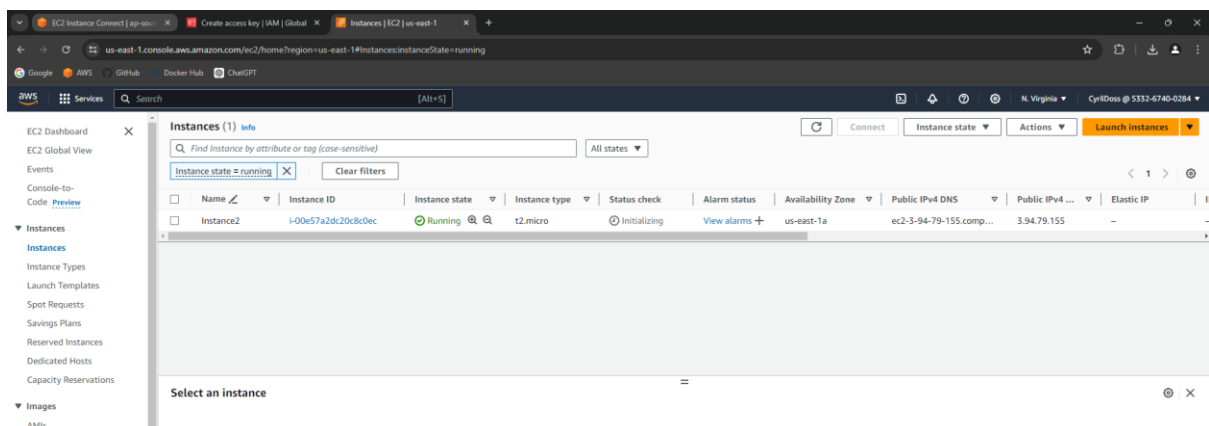 EC2 Instance Connect | ap-sout
Create access key | IAM | Global
Instances | EC2 | us-east-1
us-east-1.console.aws.amazon.com/ec2/home?region=us-east-1#Instances:instanceState=running
Google AWS GitHub Docker Hub ChatGPT
aws Services Search [Alt+S] N. Virginia CyrilDoss @ 5332-6740-0284
EC2 Dashboard
EC2 Global View
Events
Console-to-
Code Preview
Instances
Instances
Instance Types
Launch Templates
Spot Requests
Savings Plans
Reserved Instances
Dedicated Hosts
Capacity Reservations
Images
AMIs
Instances (1) Info
Connect Instance state Actions Launch instances
Find Instance by attribute or tag (case-sensitive) All states
Instance state = running Clear filters
1
Name Instance ID Instance state Instance type Status check Alarm status Availability Zone Public IPv4 DNS Public IPv4 ... Elastic IP
Instance2 i-00e57a2dc20c8c0ec Running t2.micro Initializing View alarms + us-east-1a ec2-3-94-79-155.comp... 3.94.79.155 –
Select an instance